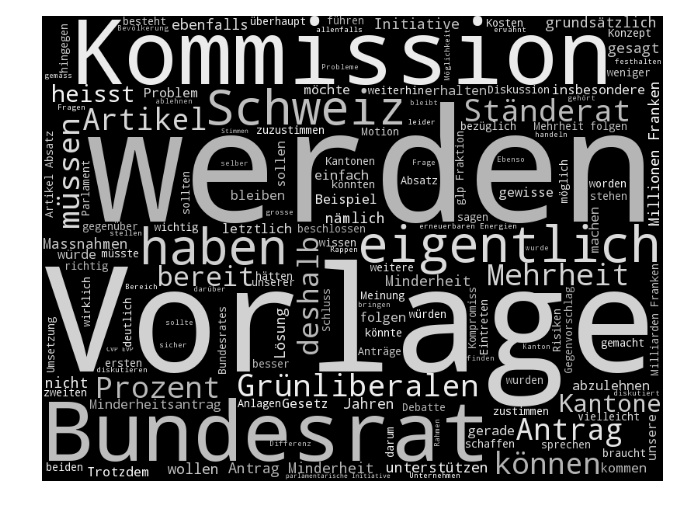 besteht ebenfalls überhaupt führen Initiative Kosten grundsätzlich
Bevölkerung allenfalls erwähnt Konzept
hingegen Kommission Möglichkeit gesagt
gemäss Probleme festhalten
weniger
heisst Problem möchte weiterhin erhalten Diskussion insbesondere
Fragen ablehnen bleibt gehört
Artikel Schweiz Ständerat
Stimmen zuzustimmen Motion leider bezüglich Mehrheit folgen
handeln
Artikel Absatz müssen Parlament werden Millionen Franken
selber sollen Kantonen Frage Ebenso
sollten einfach Absatz glp Fraktion gewisse möglich worden
bleiben Beispiel könnten stehen
grosse nämlich sagen
gegenüber wichtig letztlich beschlossen erneuerbaren Energien machen
stellen
Massnahmen haben wissen Rappen eigentlich wurde
würde müsste
richtig bereit hätten deshalb weitere Minderheit Mehrheit
Bereich unserer
Umsetzung wirklich deutlich darüber Vorlage Schluss Meinung bringen würden Kompromiss Eintreten Risiken Gegenvorschlag Milliarden Franken
folgen
sollte Bundesrates Lösung könnte gemacht
CVP SVP sicher Anträge Finden Kanton
ersten diskutieren besser
nicht Prozent Grünliberalen wurden abzulehnen
zweiten diskutiert
Minderheitsantrag Anlagen Gesetz Jahren Debatte zustimmen Kantone
vielleicht
Bundesrat Differenz darum Rahmen gerade Antrag unsere
schaffen sprechen braucht
beiden Trotzdem wollen Antrag Minderheit unterstützen können kommen
parlamentarische Initiative Unternehmen